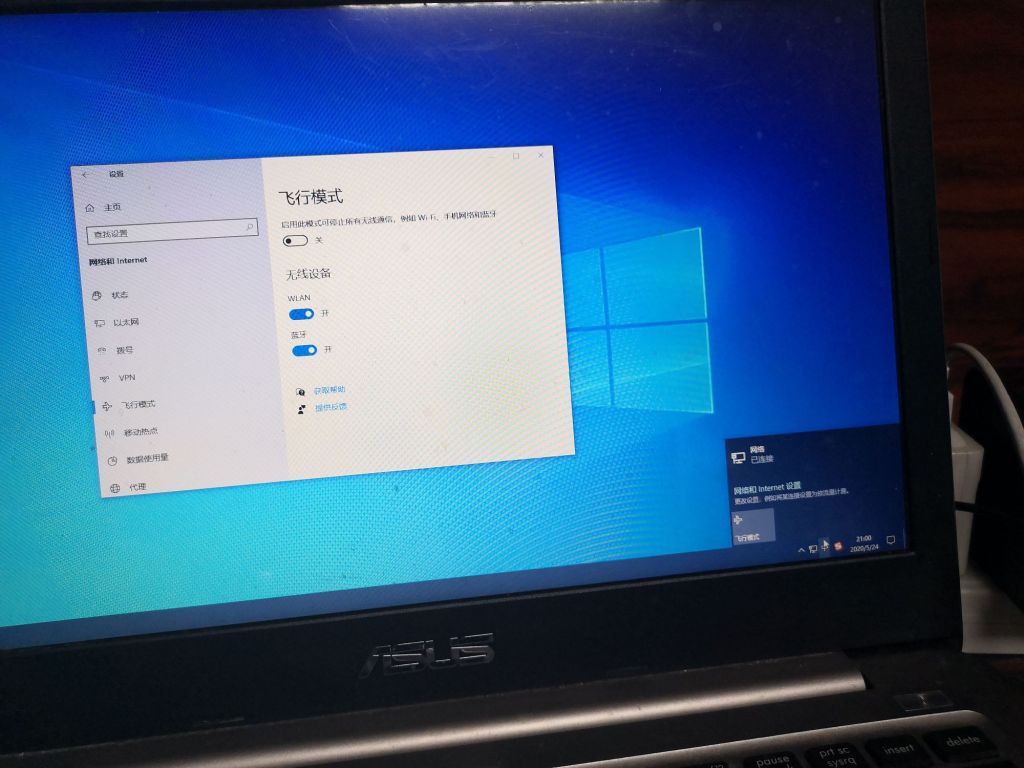 设置
主页
查找设置
网络和 Internet
状态
以太网
拨号
VPN
飞行模式
移动热点
数据使用量
代理
飞行模式
启用此模式可停止所有无线通信，例如 Wi-Fi、手机网络和蓝牙
关
无线设备
WLAN
开
蓝牙
开
获取帮助
提供反馈
网络
已连接
网络和 Internet 设置
更改设置，例如将某连接设置为按流量计费。
飞行模式
21:00
2020/5/24
ASUS
pause
prt sc
sysrq
insert
delete